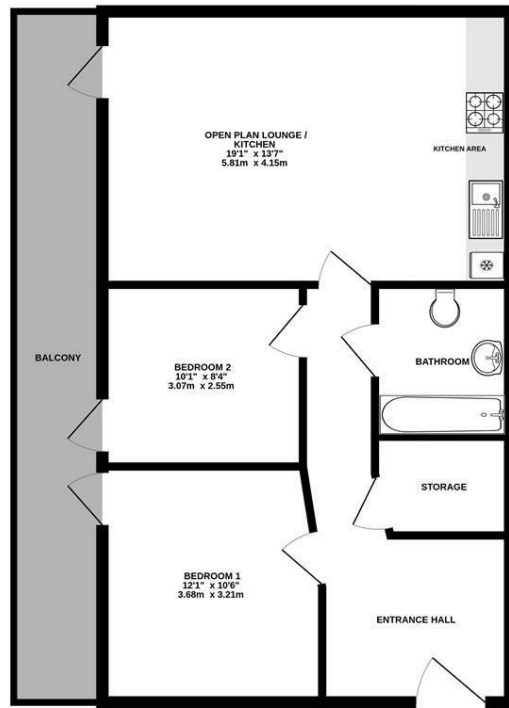 OPEN PLAN LOUNGE /
KITCHEN
19'1" x 13'7"
5.81m x 4.15m
KITCHEN AREA
BALCONY
BEDROOM 2
10'1" x 8'4"
3.07m x 2.55m
BATHROOM
STORAGE
BEDROOM 1
12'1" x 10'6"
3.68m x 3.21m
ENTRANCE HALL